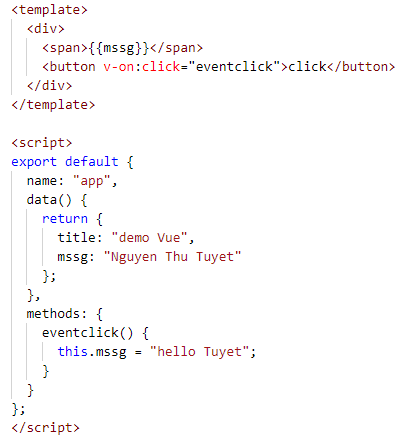 <template>
  <div>
    <span>{{mssg}}</span>
    <button v-on:click="eventclick">click</button>
  </div>
</template>

<script>
export default {
  name: "app",
  data() {
    return {
      title: "demo Vue",
      mssg: "Nguyen Thu Tuyet"
    };
  },
  methods: {
    eventclick() {
      this.mssg = "hello Tuyet";
    }
  }
};
</script>